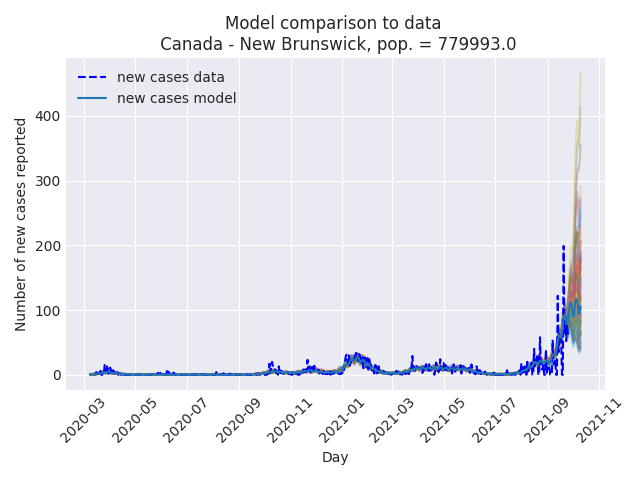 Model comparison to data
Canada - New Brunswick, pop. = 779993.0
new cases data
new cases model
Number of new cases reported
400
300
200
100
0
2020-03
2020-05
2020-07
2020-09
2020-11
2021-01
2021-03
2021-05
2021-07
2021-09
2021-11
Day